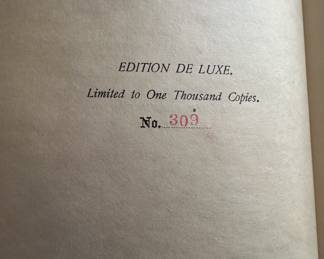 EDITION DE LUXE.
Limited to One Thousand Copies.
No. 309